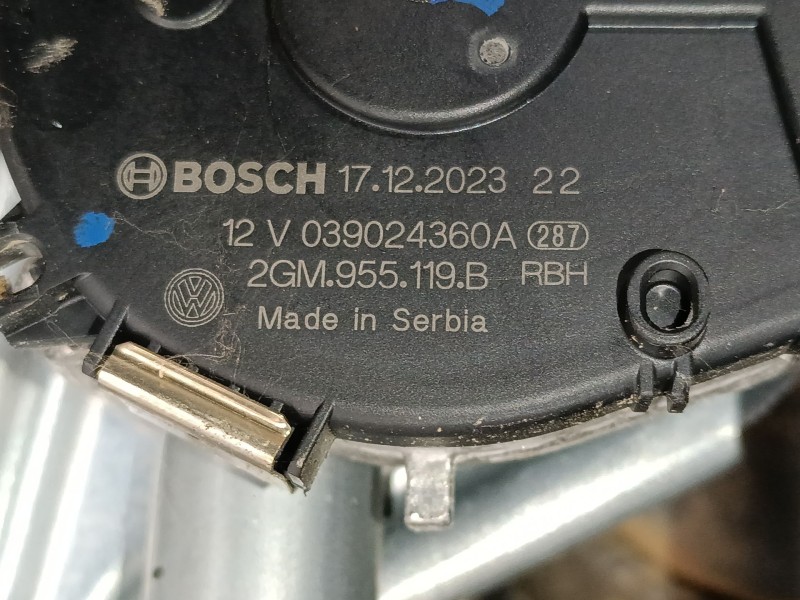 BOSCH 17.12.2023 22
12 V 039024360A 287
2GM.955.119.B RBH
Made in Serbia